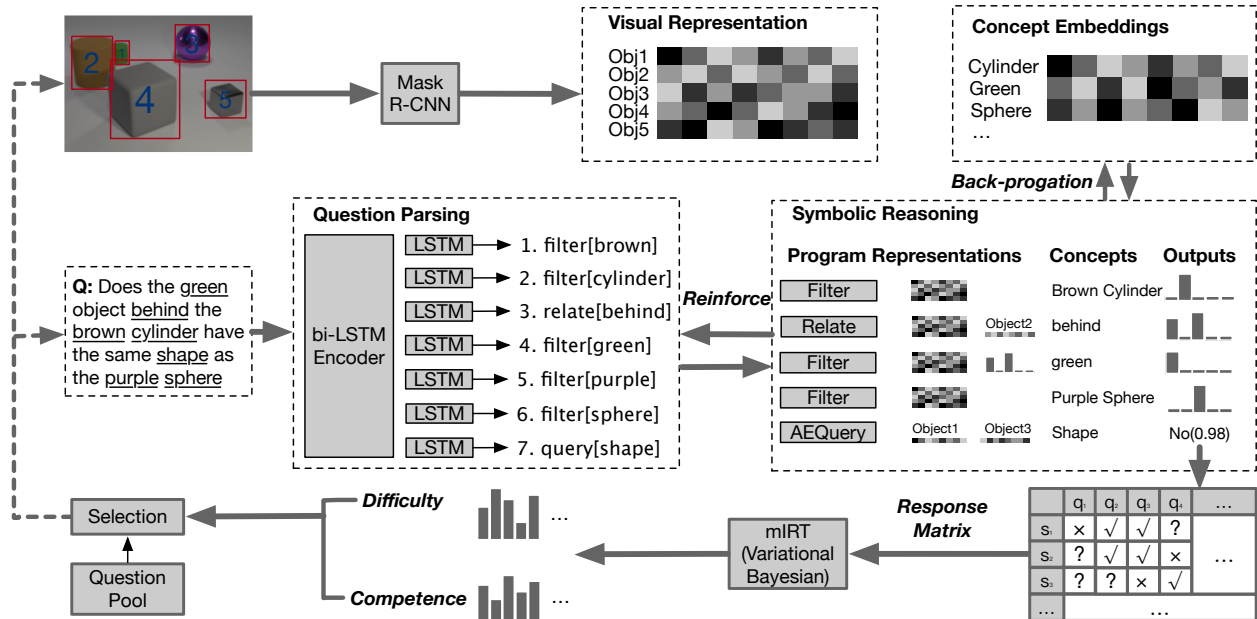 Visual Representation
Obj1
Obj2
Obj3
Obj4
Obj5
Concept Embeddings
Cylinder
Green
Sphere
...
2
1
3
4
5
Mask
R-CNN
Back-progation
Question Parsing
bi-LSTM
Encoder
LSTM 1. filter[brown]
LSTM 2. filter[cylinder]
LSTM 3. relate[behind]
LSTM 4. filter[green]
LSTM 5. filter[purple]
LSTM 6. filter[sphere]
LSTM 7. query[shape]
Q: Does the green
object behind the
brown cylinder have
the same shape as
the purple sphere
Reinforce
Symbolic Reasoning
Program Representations Concepts Outputs
Filter Brown Cylinder
Relate Object2 behind
Filter green
Filter Purple Sphere
AEQuery Object1 Object3 Shape No(0.98)
Selection
Question
Pool
Difficulty ...
Competence ...
mIRT
(Variational
Bayesian)
Response
Matrix
q₁ q₂ q₃ q₄ ...
S₁ × √ √ ?
S₂ ? √ √ × ...
S₃ ? ? × √
... ...